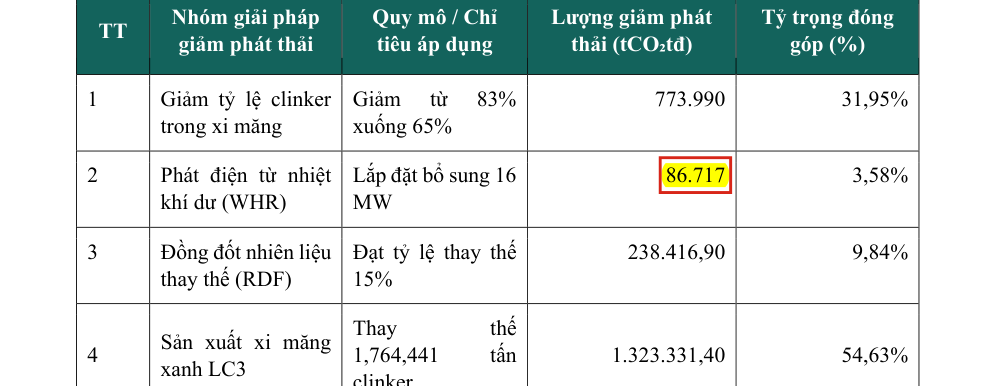 TT
Nhóm giải pháp
giảm phát thải
Quy mô / Chỉ
tiêu áp dụng
Lượng giảm phát
thải (tCO₂tđ)
Tỷ trọng đóng
góp (%)
1
Giảm tỷ lệ clinker
trong xi măng
Giảm từ 83%
xuống 65%
773.990
31,95%
2
Phát điện từ nhiệt
khí dư (WHR)
Lắp đặt bổ sung 16
MW
86.717
3,58%
3
Đồng đốt nhiên liệu
thay thế (RDF)
Đạt tỷ lệ thay thế
15%
238.416,90
9,84%
4
Sản xuất xi măng
xanh LC3
Thay thế
1,764,441 tấn
clinker
1.323.331,40
54,63%